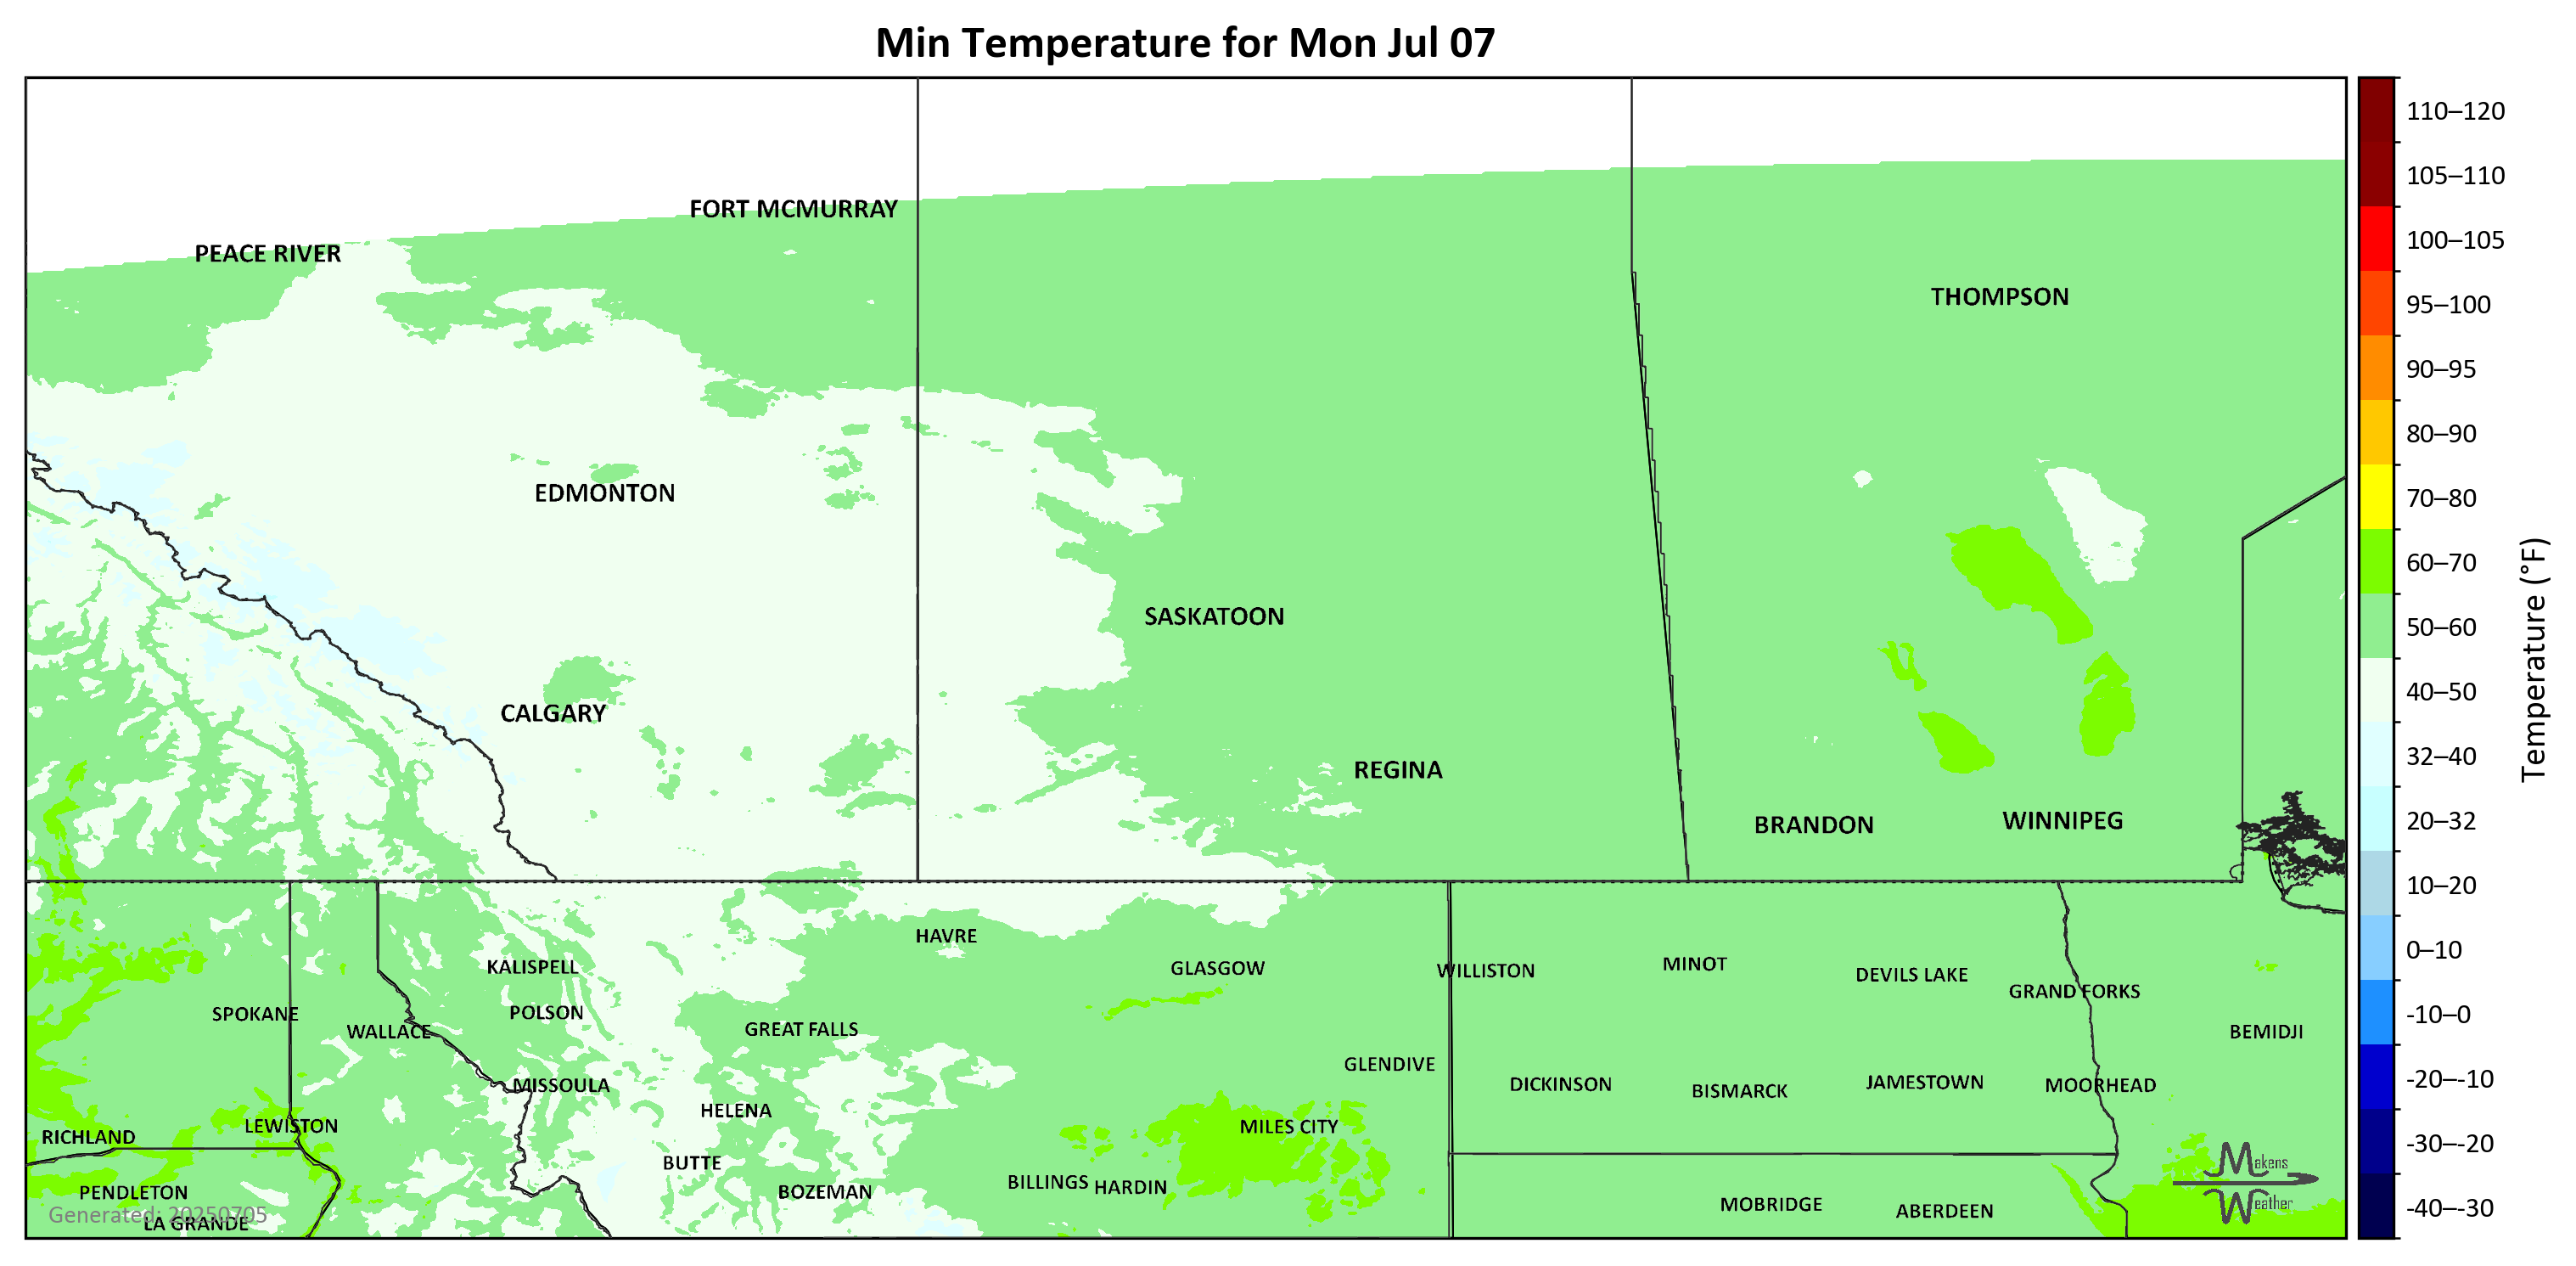 Min Temperature for Mon Jul 07
FORT MCMURRAY
PEACE RIVER
THOMPSON
EDMONTON
SASKATOON
CALGARY
REGINA
BRANDON
WINNIPEG
HAVRE
KALISPELL
GLASGOW
WILLISTON
MINOT
DEVILS LAKE
GRAND FORKS
SPOKANE
POLSON
WALLACE
GREAT FALLS
BEMIDJI
GLENDIVE
MISSOULA
DICKINSON
BISMARCK
JAMESTOWN
MOORHEAD
HELENA
LEWISTON
MILES CITY
RICHLAND
BUTTE
BILLINGS
HARDIN
BOZEMAN
PENDLETON
MOBRIDGE
ABERDEEN
Generated: 20250705
LA GRANDE
Makens
Weather
110–120
105–110
100–105
95–100
90–95
80–90
70–80
60–70
50–60
40–50
32–40
20–32
10–20
0–10
-10–0
-20–-10
-30–-20
-40–-30
Temperature (°F)